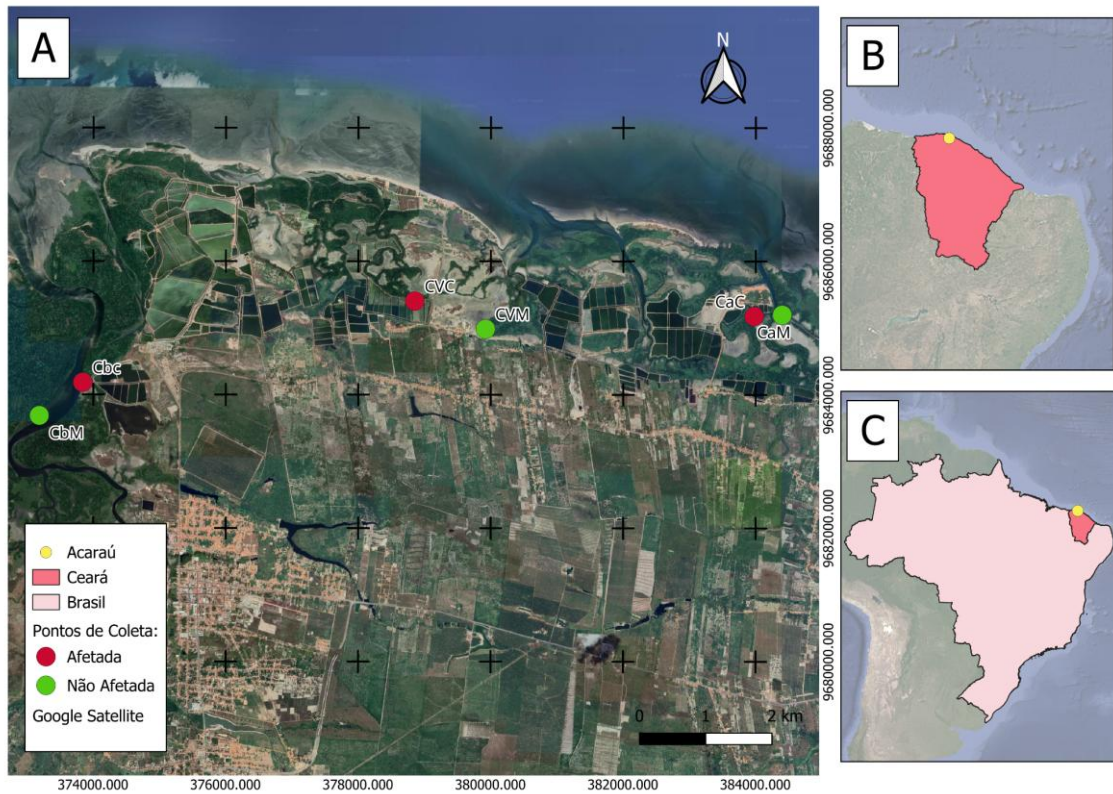 A
N
CVC
CVM
CaC
CaM
Cbc
CbM
Acaraú
Ceará
Brasil
Pontos de Coleta:
Afetada
Não Afetada
Google Satellite
0 1 2 km
374000.000 376000.000 378000.000 380000.000 382000.000 384000.000
9688000.000
9686000.000
9684000.000
9682000.000
9680000.000
B
C